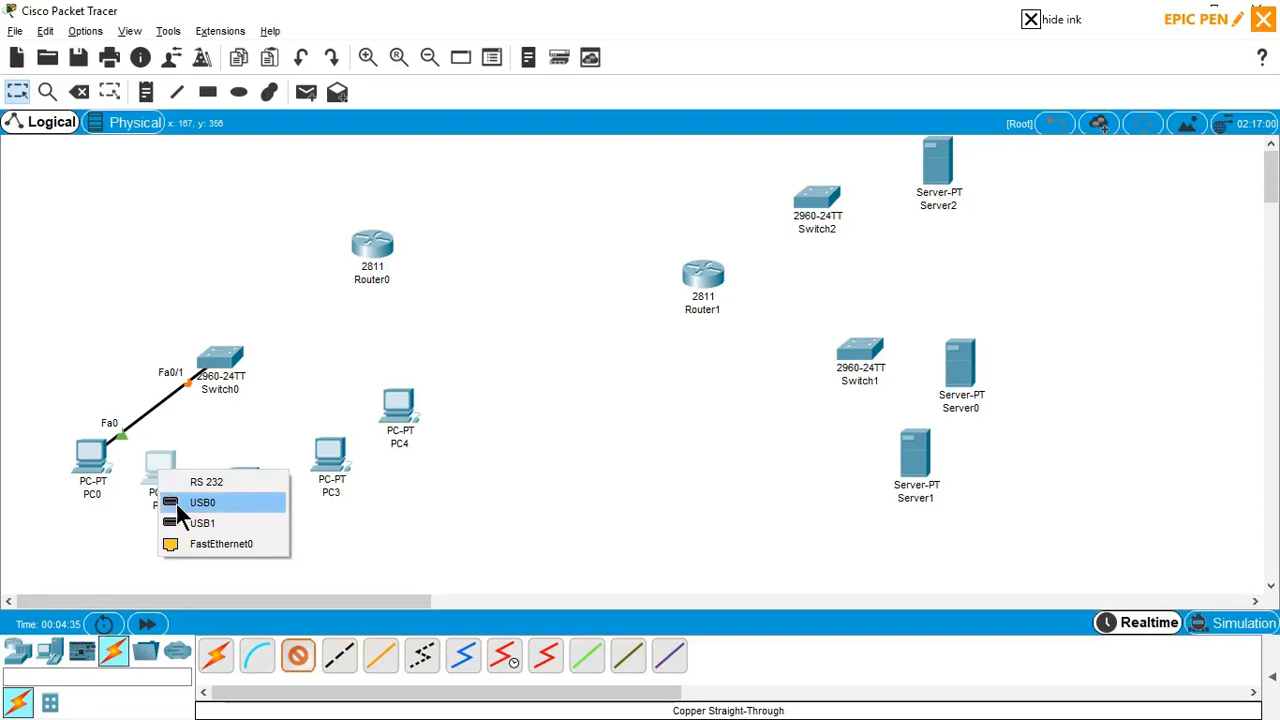 Cisco Packet Tracer
hide ink
EPIC PEN
File Edit Options View Tools Extensions Help
?
Logical
Physical
x: 167, y: 356
[Root]
02:17:00
Server-PT
Server2
2960-24TT
Switch2
2811
Router0
2811
Router1
Fa0/1
2960-24TT
Switch0
2960-24TT
Switch1
Server-PT
Server0
Fa0
PC-PT
PC4
PC-PT
PC0
PC-PT
PC3
Server-PT
Server1
RS 232
USB0
USB1
FastEthernet0
Time: 00:04:35
Realtime
Simulation
Copper Straight-Through